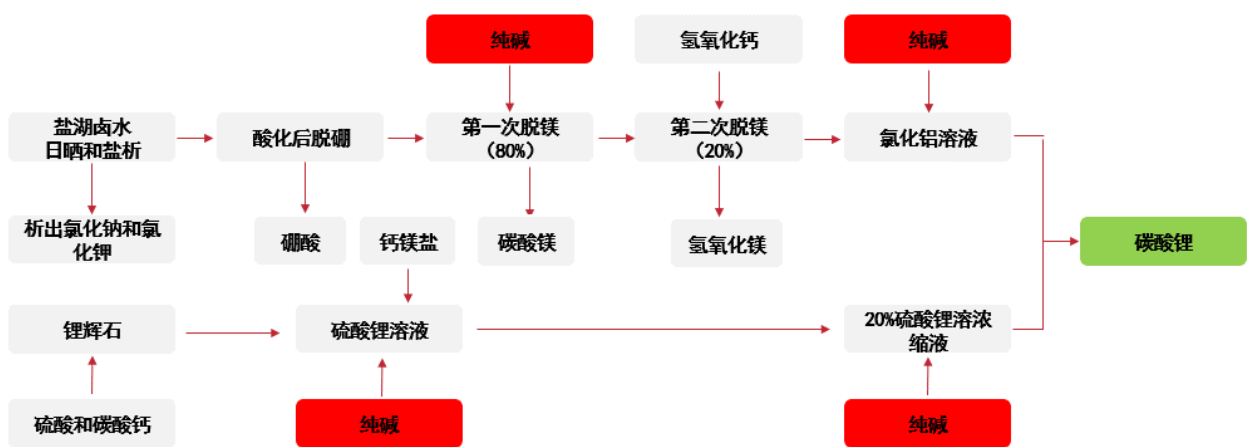 纯碱
氢氧化钙
纯碱
盐湖卤水
日晒和盐析
酸化后脱硼
第一次脱镁
（80%）
第二次脱镁
（20%）
氯化铝溶液
析出氯化钠和氯
化钾
硼酸
钙镁盐
碳酸镁
氢氧化镁
碳酸锂
锂辉石
硫酸锂溶液
20%硫酸锂溶浓
缩液
硫酸和碳酸钙
纯碱
纯碱